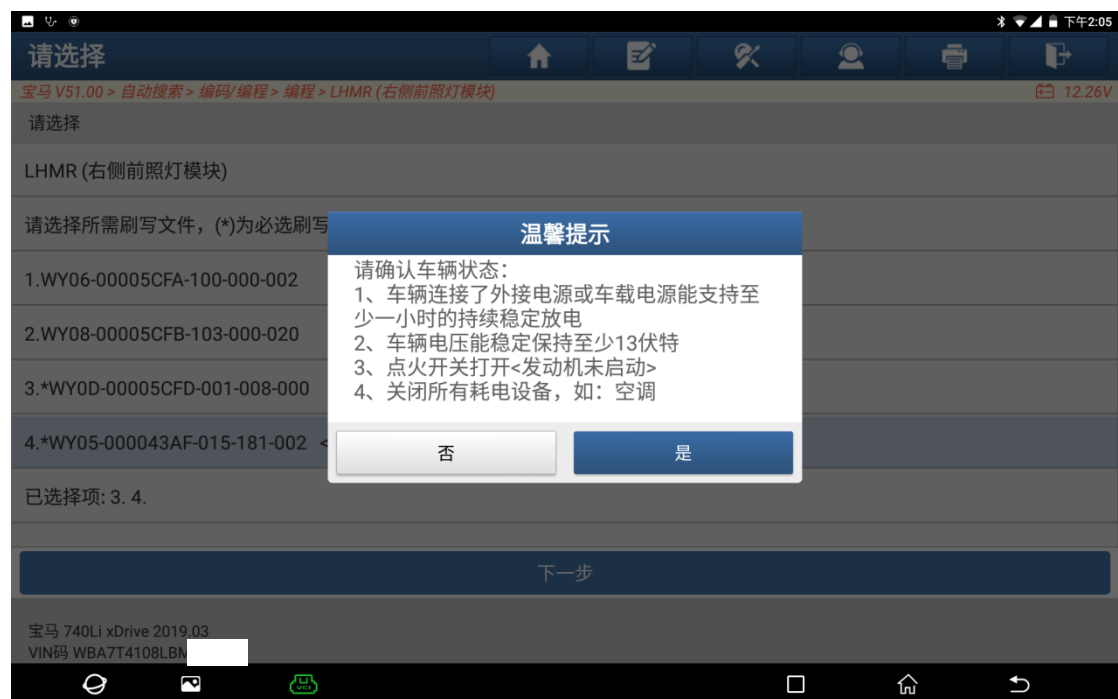 下午2:05
请选择
宝马 V51.00 > 自动搜索 > 编码/编程 > 编程 > LHMR (右侧前照灯模块)
12.26V
请选择
LHMR (右侧前照灯模块)
请选择所需刷写文件，(*)为必选刷写
1.WY06-00005CFA-100-000-002
2.WY08-00005CFB-103-000-020
3.*WY0D-00005CFD-001-008-000
4.*WY05-000043AF-015-181-002 <
已选择项: 3. 4.
温馨提示
请确认车辆状态：
1、车辆连接了外接电源或车载电源能支持至
少一小时的持续稳定放电
2、车辆电压能稳定保持至少13伏特
3、点火开关打开<发动机未启动>
4、关闭所有耗电设备，如：空调
否
是
下一步
宝马 740Li xDrive 2019.03
VIN码 WBA7T4108LBM
VCI